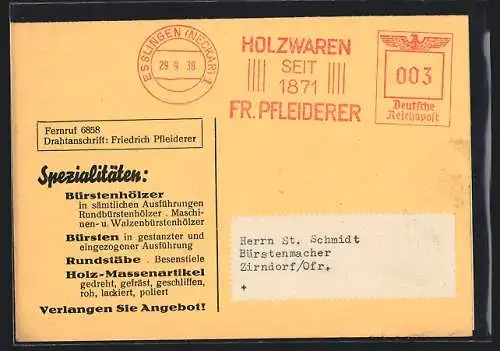 ESSLINGEN (NECKAR) 1
29 9 38
HOLZWAREN
SEIT
1871
FR. PFLEIDERER
003
Deutsche
Reichspost
Fernruf 6858
Drahtanschrift: Friedrich Pfleiderer
Spezialitäten:
Bürstenhölzer
in sämtlichen Ausführungen
Rundbürstenhölzer . Maschi-
nen- u. Walzenbürstenhölzer
Bürsten in gestanzter und
eingezogener Ausführung
Rundstäbe . Besenstiele
Holz-Massenartikel
gedreht, gefräst, geschliffen,
roh, lackiert, poliert
Verlangen Sie Angebot!
Herrn St. Schmidt
Bürstenmacher
Zirndorf/Ofr.
+